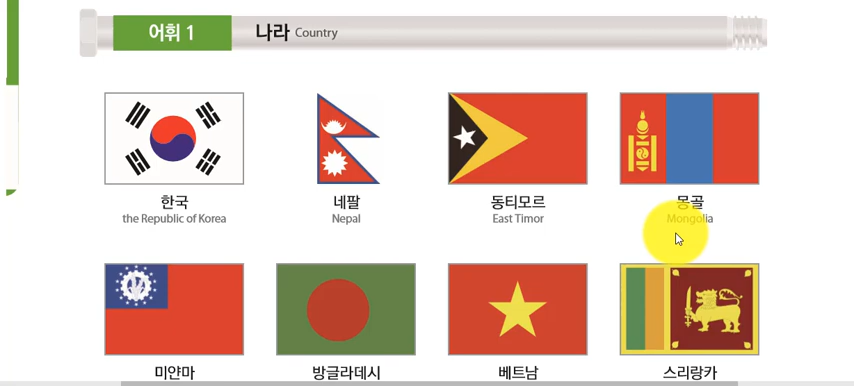 어휘 1 나라 Country
한국 네팔 동티모르 몽골
the Republic of Korea Nepal East Timor Mongolia
미얀마 방글라데시 베트남 스리랑카